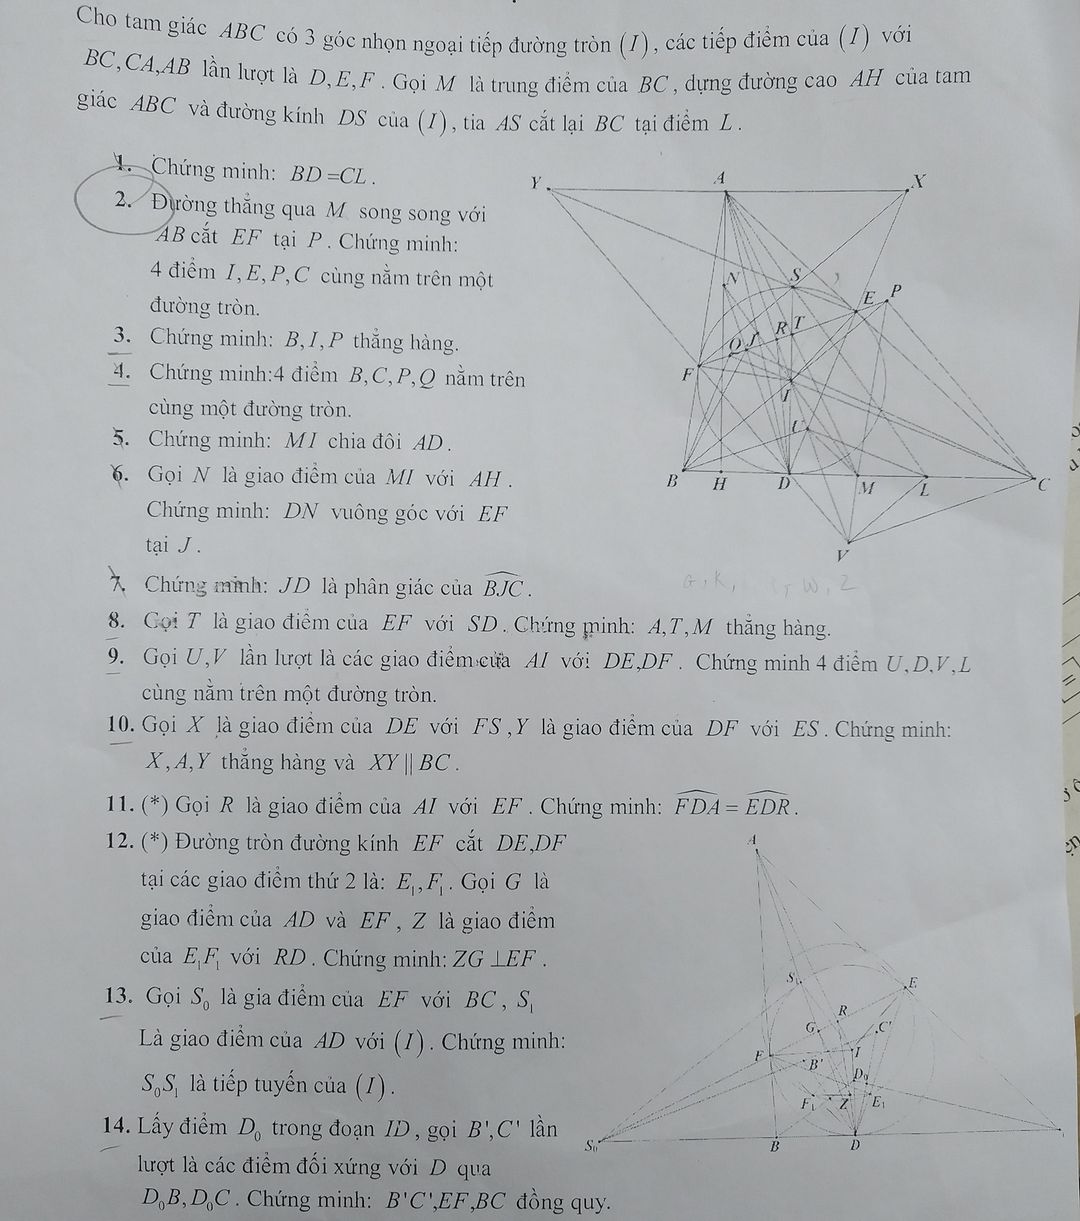 Cho tam giác ABC có 3 góc nhọn ngoại tiếp đường tròn (I), các tiếp điểm của (I) với
BC,CA,AB lần lượt là D,E,F. Gọi M là trung điểm của BC, dựng đường cao AH của tam
giác ABC và đường kính DS của (I), tia AS cắt lại BC tại điểm L.
1. Chứng minh: BD=CL.
2. Đường thẳng qua M song song với
AB cắt EF tại P. Chứng minh:
4 điểm I,E,P,C cùng nằm trên một
đường tròn.
3. Chứng minh: B,I,P thẳng hàng.
4. Chứng minh:4 điểm B,C,P,Q nằm trên
cùng một đường tròn.
5. Chứng minh: MI chia đôi AD.
6. Gọi N là giao điểm của MI với AH.
Chứng minh: DN vuông góc với EF
tại J.
Y A X
N S E P
Q J R T
F I
U
B H D M L C
V
7. Chứng minh: JD là phân giác của BJC.
G, K, W, Z
8. Gọi T là giao điểm của EF với SD. Chứng minh: A,T,M thẳng hàng.
9. Gọi U,V lần lượt là các giao điểm của AI với DE,DF. Chứng minh 4 điểm U,D,V,L
cùng nằm trên một đường tròn.
10. Gọi X là giao điểm của DE với FS,Y là giao điểm của DF với ES. Chứng minh:
X,A,Y thẳng hàng và XY||BC.
11. (*) Gọi R là giao điểm của AI với EF. Chứng minh: FDA=EDR.
12. (*) Đường tròn đường kính EF cắt DE,DF
tại các giao điểm thứ 2 là: E₁,F₁. Gọi G là
giao điểm của AD và EF, Z là giao điểm
của E₁F₁ với RD. Chứng minh: ZG⊥EF.
13. Gọi S₀ là gia điểm của EF với BC, S₁
Là giao điểm của AD với (I). Chứng minh:
S₀S₁ là tiếp tuyến của (I).
14. Lấy điểm D₀ trong đoạn ID, gọi B',C' lần
lượt là các điểm đối xứng với D qua
D₀B,D₀C. Chứng minh: B'C',EF,BC đồng quy.
A
S₁ E
R
G C'
F I
B' D₀
F₁ Z E₁
S₀ B D